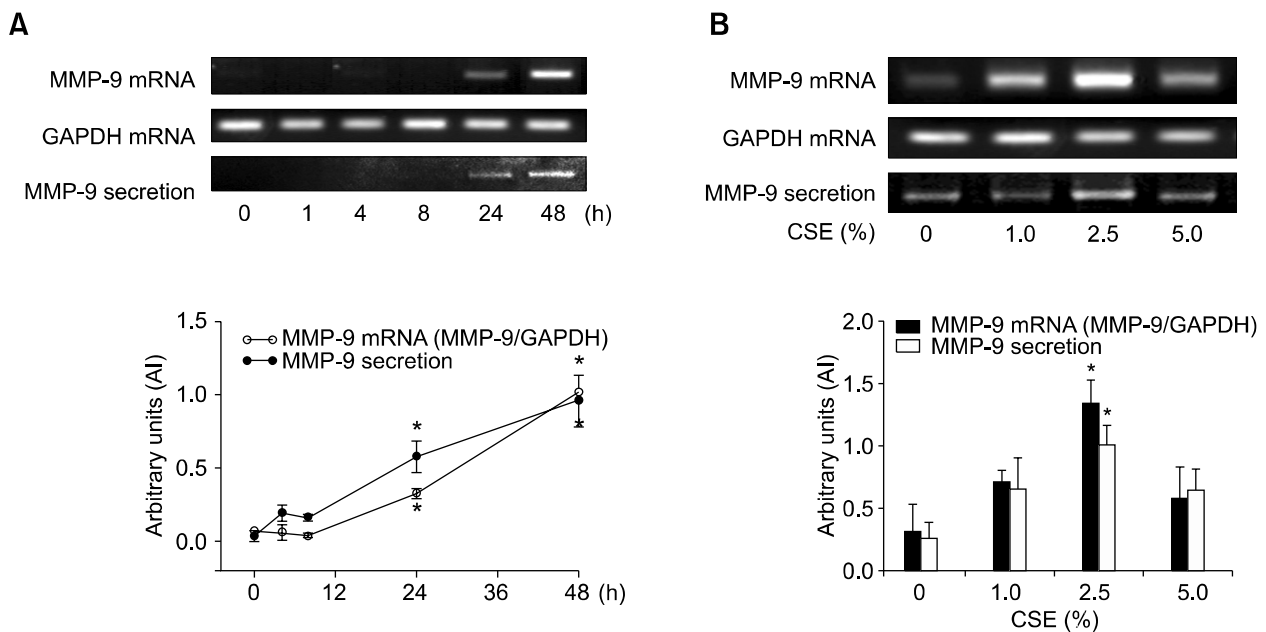 A
MMP-9 mRNA
GAPDH mRNA
MMP-9 secretion
0 1 4 8 24 48 (h)
1.5
1.0
0.5
0.0
Arbitrary units (AI)
MMP-9 mRNA (MMP-9/GAPDH)
MMP-9 secretion
*
*
*
*
0 12 24 36 48 (h)
B
MMP-9 mRNA
GAPDH mRNA
MMP-9 secretion
CSE (%) 0 1.0 2.5 5.0
2.0
1.5
1.0
0.5
0.0
Arbitrary units (AI)
MMP-9 mRNA (MMP-9/GAPDH)
MMP-9 secretion
*
*
0 1.0 2.5 5.0
CSE (%)